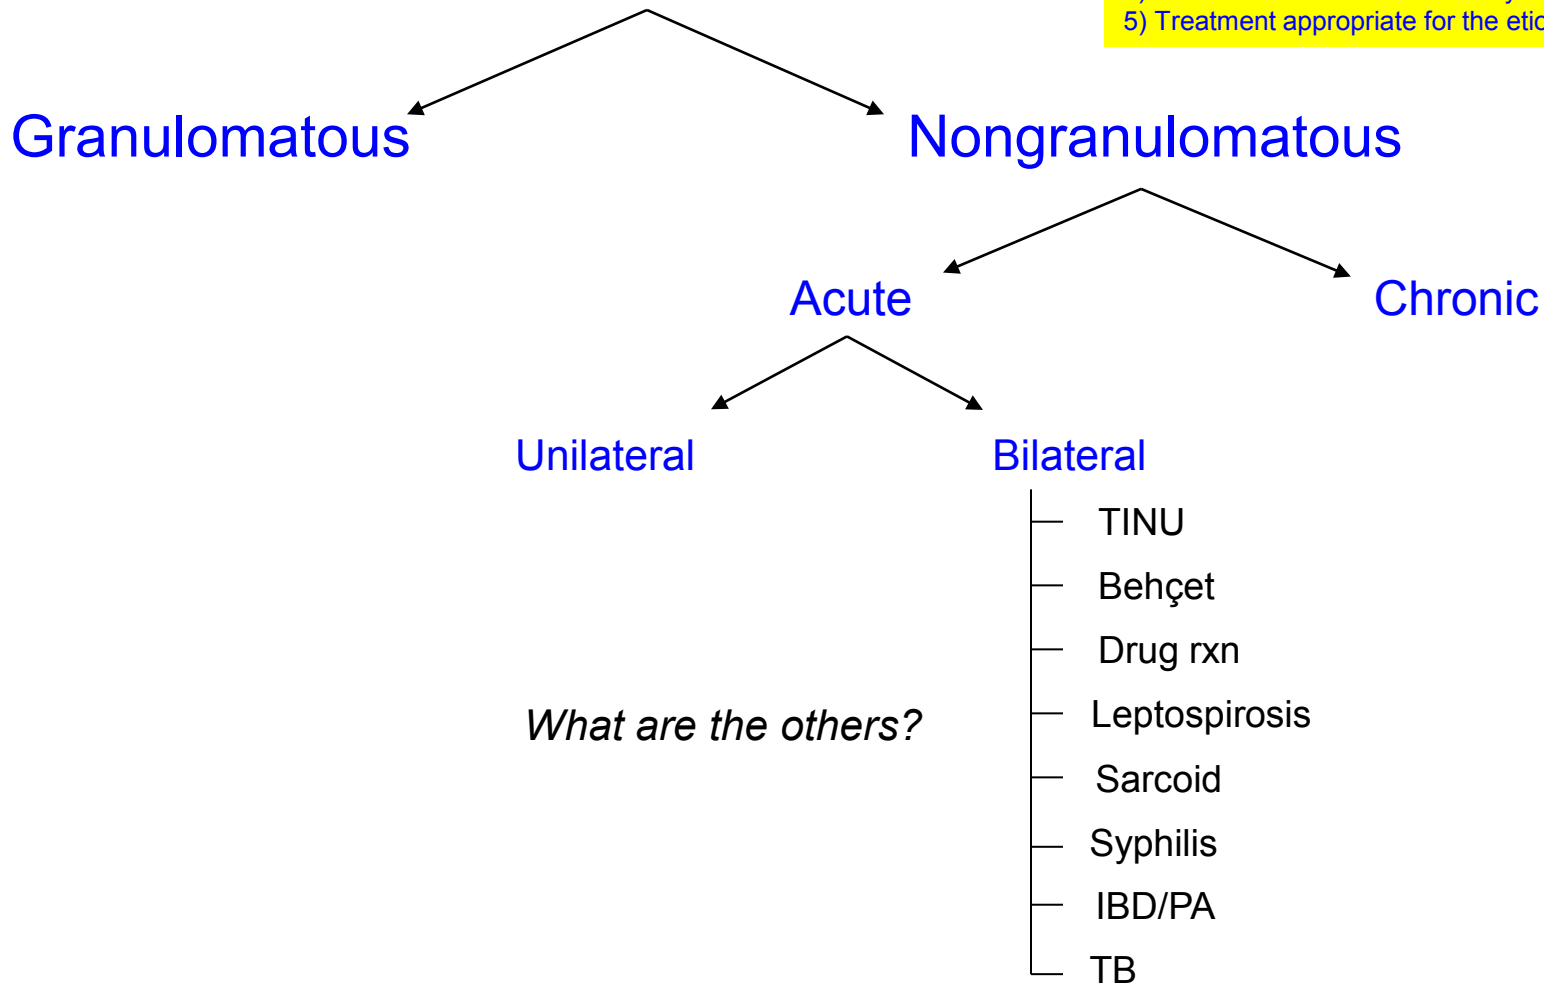 5) Treatment appropriate for the etio
Granulomatous
Nongranulomatous
Acute
Chronic
Unilateral
Bilateral
TINU
Behçet
Drug rxn
Leptospirosis
What are the others?
Sarcoid
Syphilis
IBD/PA
TB